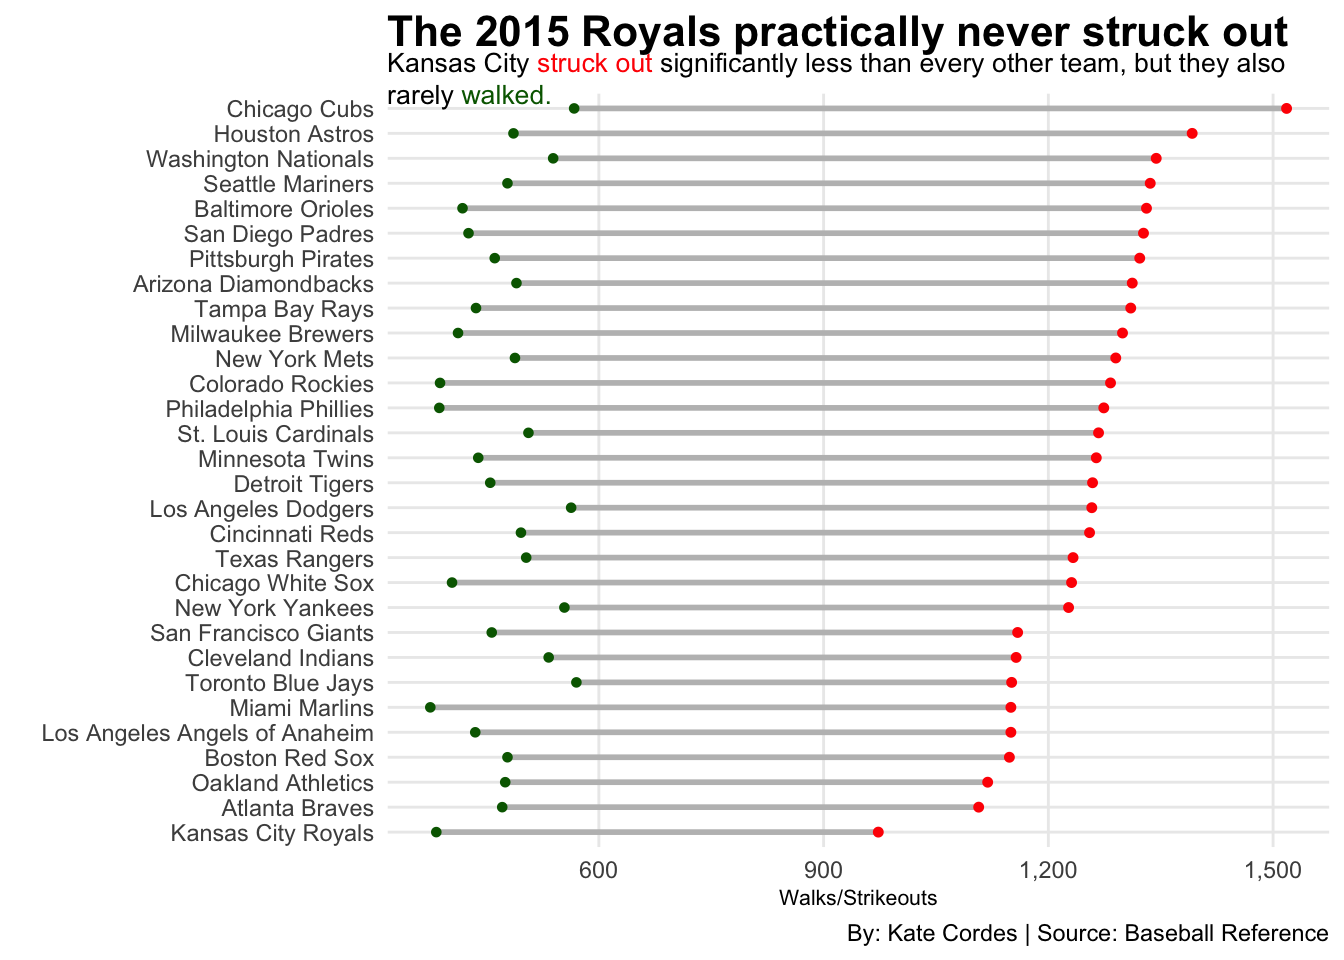 The 2015 Royals practically never struck out
Kansas City struck out significantly less than every other team, but they also
rarely walked.
Chicago Cubs
Houston Astros
Washington Nationals
Seattle Mariners
Baltimore Orioles
San Diego Padres
Pittsburgh Pirates
Arizona Diamondbacks
Tampa Bay Rays
Milwaukee Brewers
New York Mets
Colorado Rockies
Philadelphia Phillies
St. Louis Cardinals
Minnesota Twins
Detroit Tigers
Los Angeles Dodgers
Cincinnati Reds
Texas Rangers
Chicago White Sox
New York Yankees
San Francisco Giants
Cleveland Indians
Toronto Blue Jays
Miami Marlins
Los Angeles Angels of Anaheim
Boston Red Sox
Oakland Athletics
Atlanta Braves
Kansas City Royals
600 900 1,200 1,500
Walks/Strikeouts
By: Kate Cordes | Source: Baseball Reference